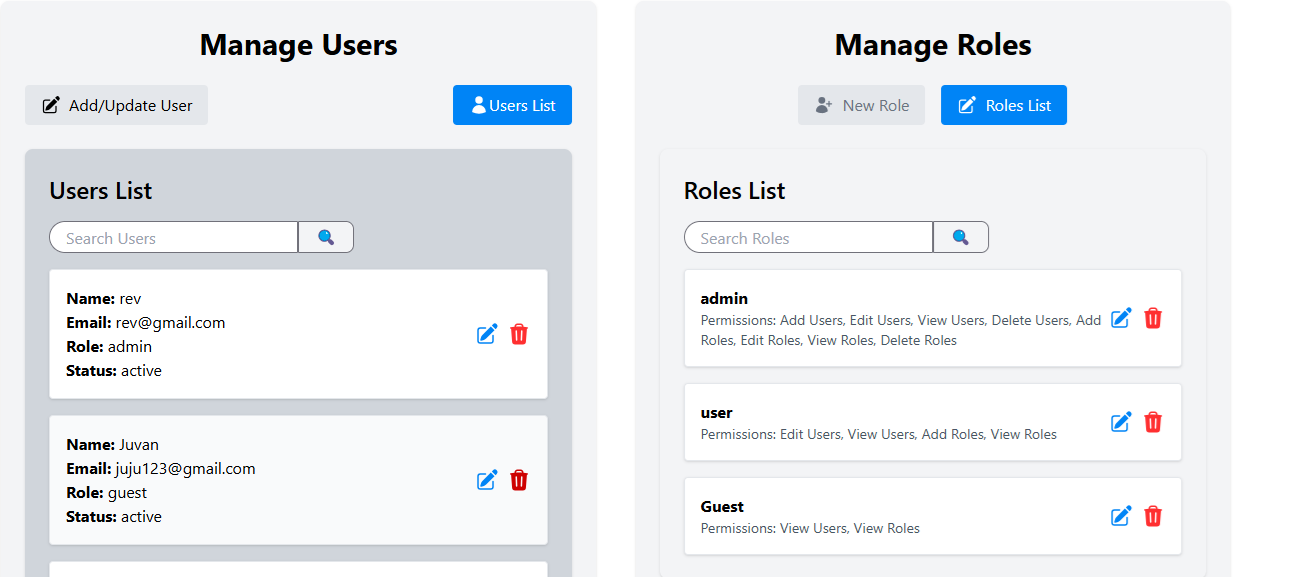 Manage Users
Add/Update User
Users List
Users List
Search Users
Name: rev
Email: rev@gmail.com
Role: admin
Status: active
Name: Juvan
Email: juju123@gmail.com
Role: guest
Status: active
Manage Roles
New Role
Roles List
Roles List
Search Roles
admin
Permissions: Add Users, Edit Users, View Users, Delete Users, Add
Roles, Edit Roles, View Roles, Delete Roles
user
Permissions: Edit Users, View Users, Add Roles, View Roles
Guest
Permissions: View Users, View Roles